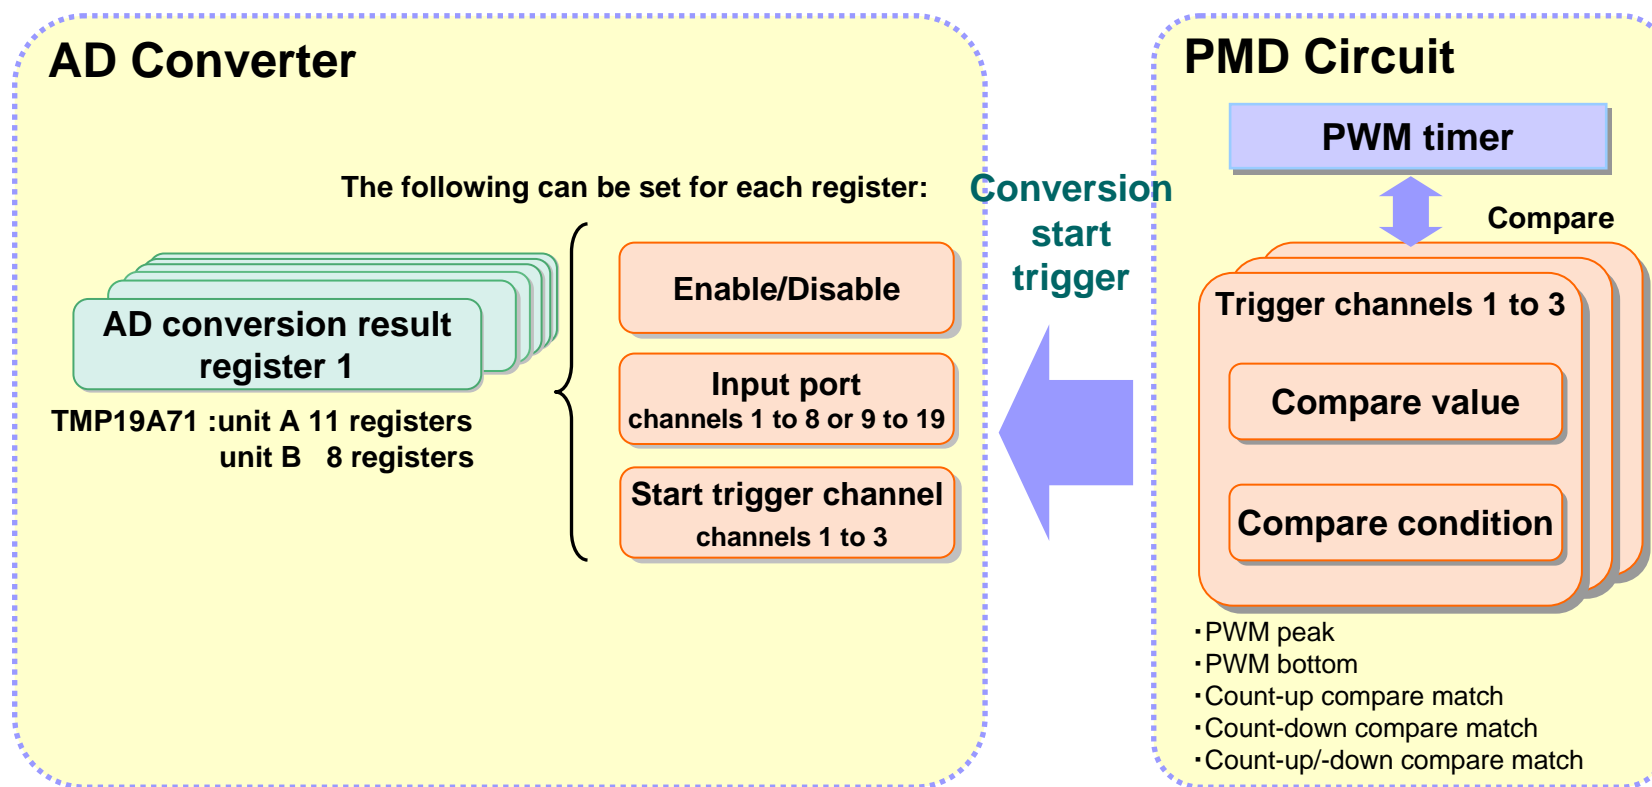 AD Converter
The following can be set for each register:
AD conversion result
register 1
TMP19A71 :unit A 11 registers
unit B 8 registers
Enable/Disable
Input port
channels 1 to 8 or 9 to 19
Start trigger channel
channels 1 to 3
Conversion
start
trigger
PMD Circuit
PWM timer
Compare
Trigger channels 1 to 3
Compare value
Compare condition
・PWM peak
・PWM bottom
・Count-up compare match
・Count-down compare match
・Count-up/-down compare match